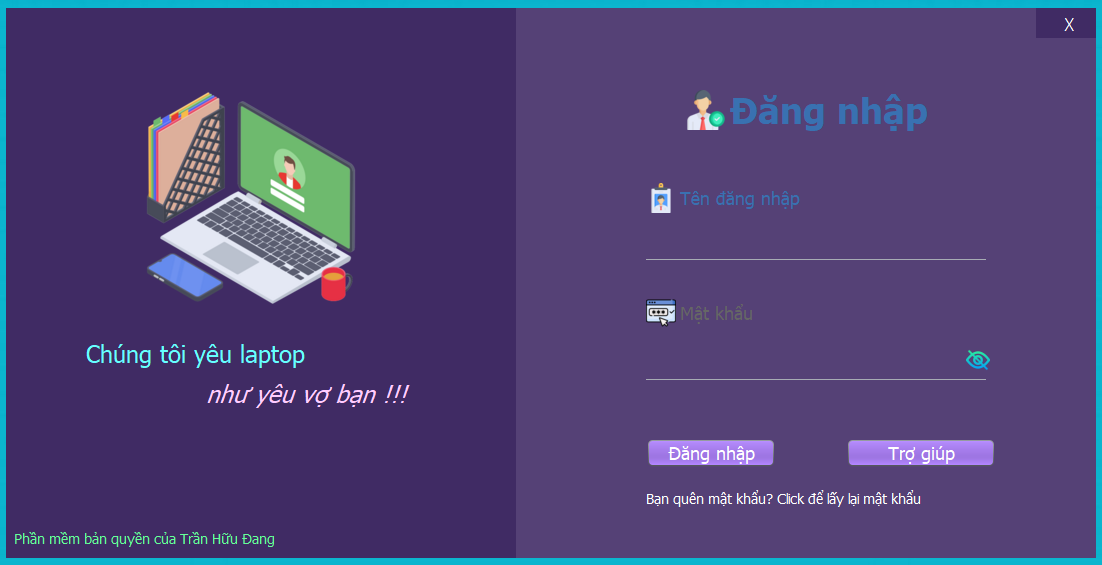 X
Chúng tôi yêu laptop
như yêu vợ bạn !!!
Phần mềm bản quyền của Trần Hữu Đang
Đăng nhập
Tên đăng nhập
Mật khẩu
Đăng nhập
Trợ giúp
Bạn quên mật khẩu? Click để lấy lại mật khẩu